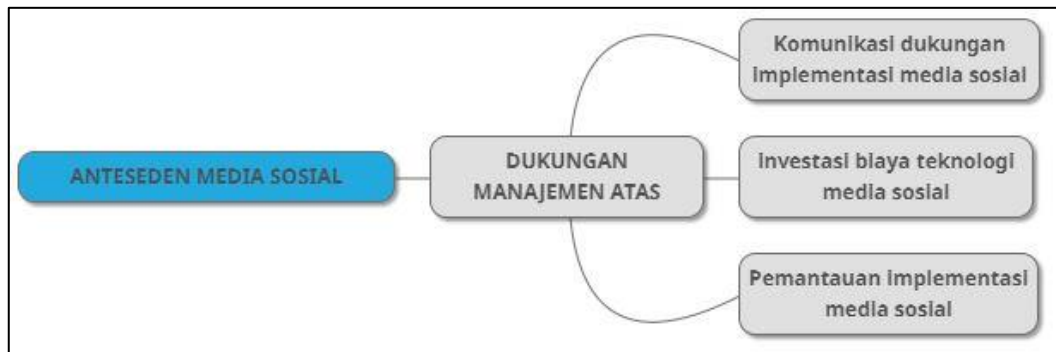 ANTESEDEN MEDIA SOSIAL
DUKUNGAN
MANAJEMEN ATAS
Komunikasi dukungan
implementasi media sosial
Investasi biaya teknologi
media sosial
Pemantauan implementasi
media sosial